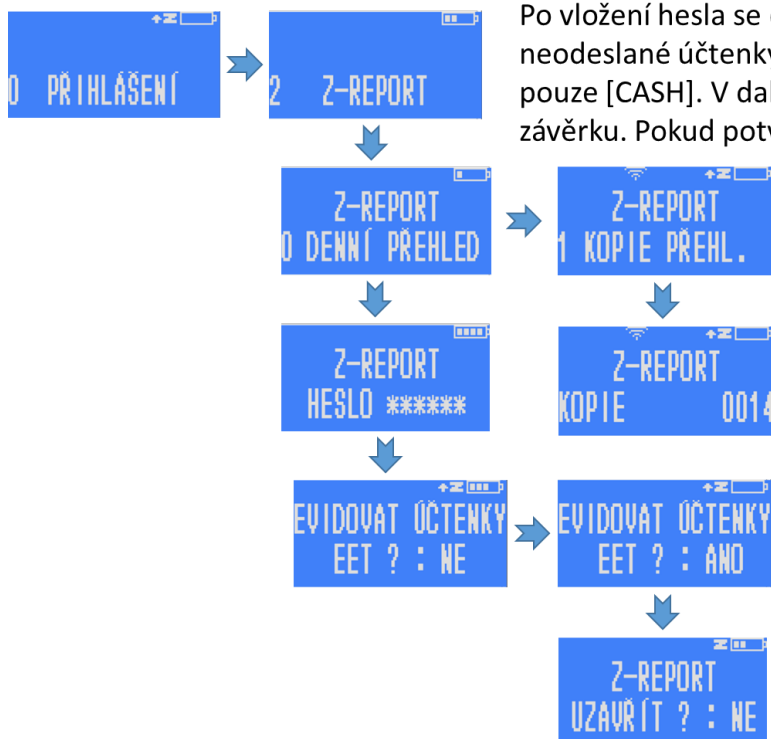 Po vložení hesla se
neodeslané účtenky
pouze [CASH]. V dal
závěrku. Pokud potv
0 PŘIHLÁŠENÍ
2 Z-REPORT
Z-REPORT
0 DENNÍ PŘEHLED
Z-REPORT
1 KOPIE PŘEHL.
Z-REPORT
HESLO ******
Z-REPORT
KOPIE 0014
EVIDOVAT ÚČTENKY
EET ? : NE
EVIDOVAT ÚČTENKY
EET ? : ANO
Z-REPORT
UZAVŘÍT ? : NE